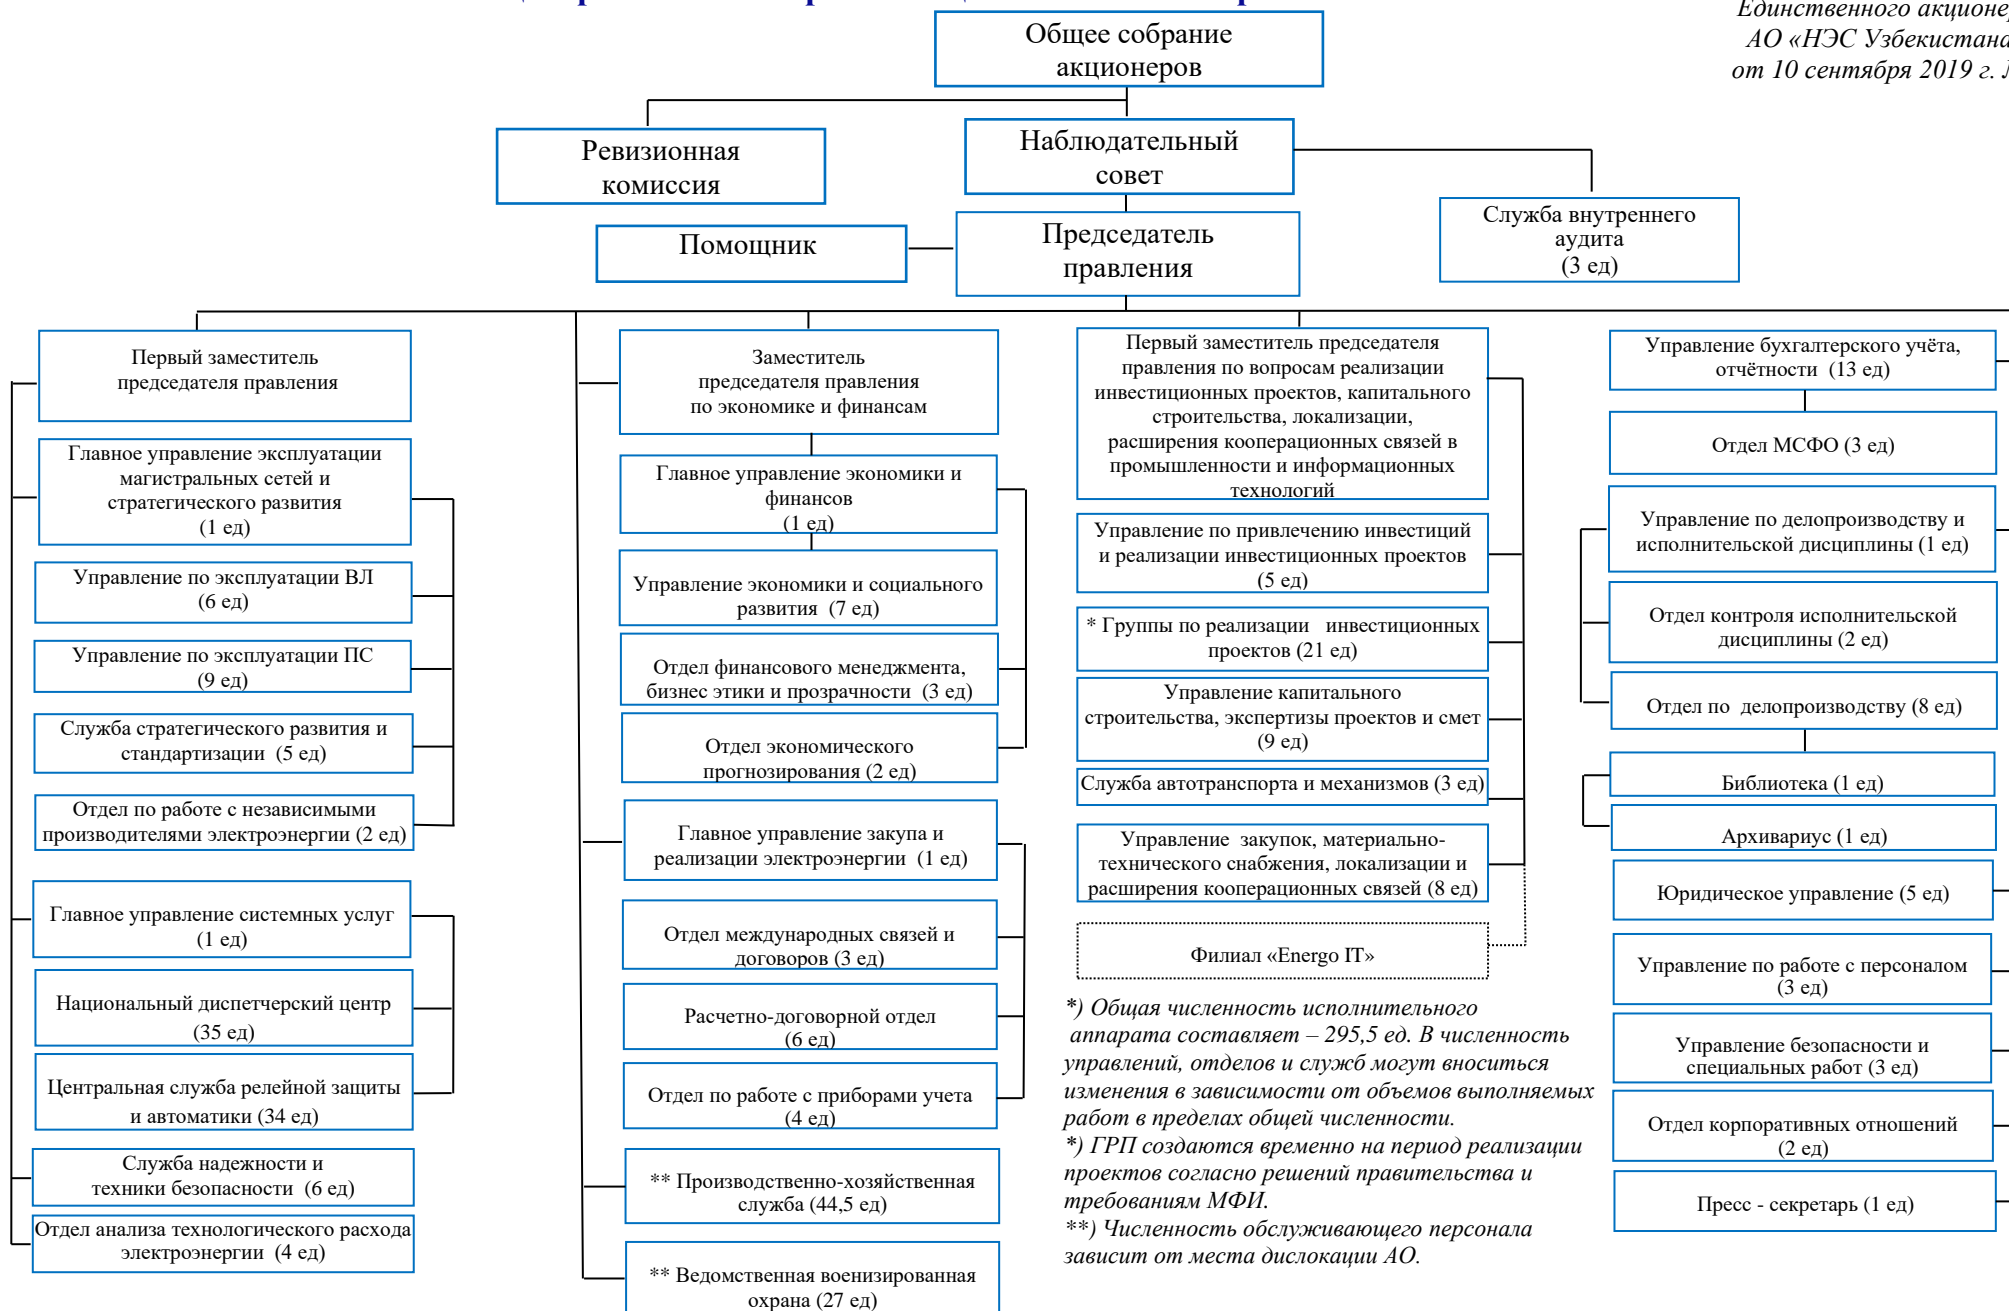 Единственного акционе
АО «НЭС Узбекистана
от 10 сентября 2019 г.
Общее собрание
акционеров
Ревизионная
комиссия
Наблюдательный
совет
Служба внутреннего
аудита
(3 ед)
Помощник
Председатель
правления
Первый заместитель
председателя правления
Главное управление эксплуатации
магистральных сетей и
стратегического развития
(1 ед)
Управление по эксплуатации ВЛ
(6 ед)
Управление по эксплуатации ПС
(9 ед)
Служба стратегического развития и
стандартизации (5 ед)
Отдел по работе с независимыми
производителями электроэнергии (2 ед)
Главное управление системных услуг
(1 ед)
Национальный диспетчерский центр
(35 ед)
Центральная служба релейной защиты
и автоматики (34 ед)
Служба надежности и
техники безопасности (6 ед)
Отдел анализа технологического расхода
электроэнергии (4 ед)
Заместитель
председателя правления
по экономике и финансам
Главное управление экономики и
финансов
(1 ед)
Управление экономики и социального
развития (7 ед)
Отдел финансового менеджмента,
бизнес этики и прозрачности (3 ед)
Отдел экономического
прогнозирования (2 ед)
Главное управление закупа и
реализации электроэнергии (1 ед)
Отдел международных связей и
договоров (3 ед)
Расчетно-договорной отдел
(6 ед)
Отдел по работе с приборами учета
(4 ед)
** Производственно-хозяйственная
служба (44,5 ед)
** Ведомственная военизированная
охрана (27 ед)
Первый заместитель председателя
правления по вопросам реализации
инвестиционных проектов, капитального
строительства, локализации,
расширения кооперационных связей в
промышленности и информационных
технологий
Управление по привлечению инвестиций
и реализации инвестиционных проектов
(5 ед)
* Группы по реализации инвестиционных
проектов (21 ед)
Управление капитального
строительства, экспертизы проектов и смет
(9 ед)
Служба автотранспорта и механизмов (3 ед)
Управление закупок, материально-
технического снабжения, локализации и
расширения кооперационных связей (8 ед)
Филиал «Energo IT»
*) Общая численность исполнительного
аппарата составляет – 295,5 ед. В численность
управлений, отделов и служб могут вноситься
изменения в зависимости от объемов выполняемых
работ в пределах общей численности.
*) ГРП создаются временно на период реализации
проектов согласно решений правительства и
требованиям МФИ.
**) Численность обслуживающего персонала
зависит от места дислокации АО.
Управление бухгалтерского учёта,
отчётности (13 ед)
Отдел МСФО (3 ед)
Управление по делопроизводству и
исполнительской дисциплины (1 ед)
Отдел контроля исполнительской
дисциплины (2 ед)
Отдел по делопроизводству (8 ед)
Библиотека (1 ед)
Архивариус (1 ед)
Юридическое управление (5 ед)
Управление по работе с персоналом
(3 ед)
Управление безопасности и
специальных работ (3 ед)
Отдел корпоративных отношений
(2 ед)
Пресс - секретарь (1 ед)